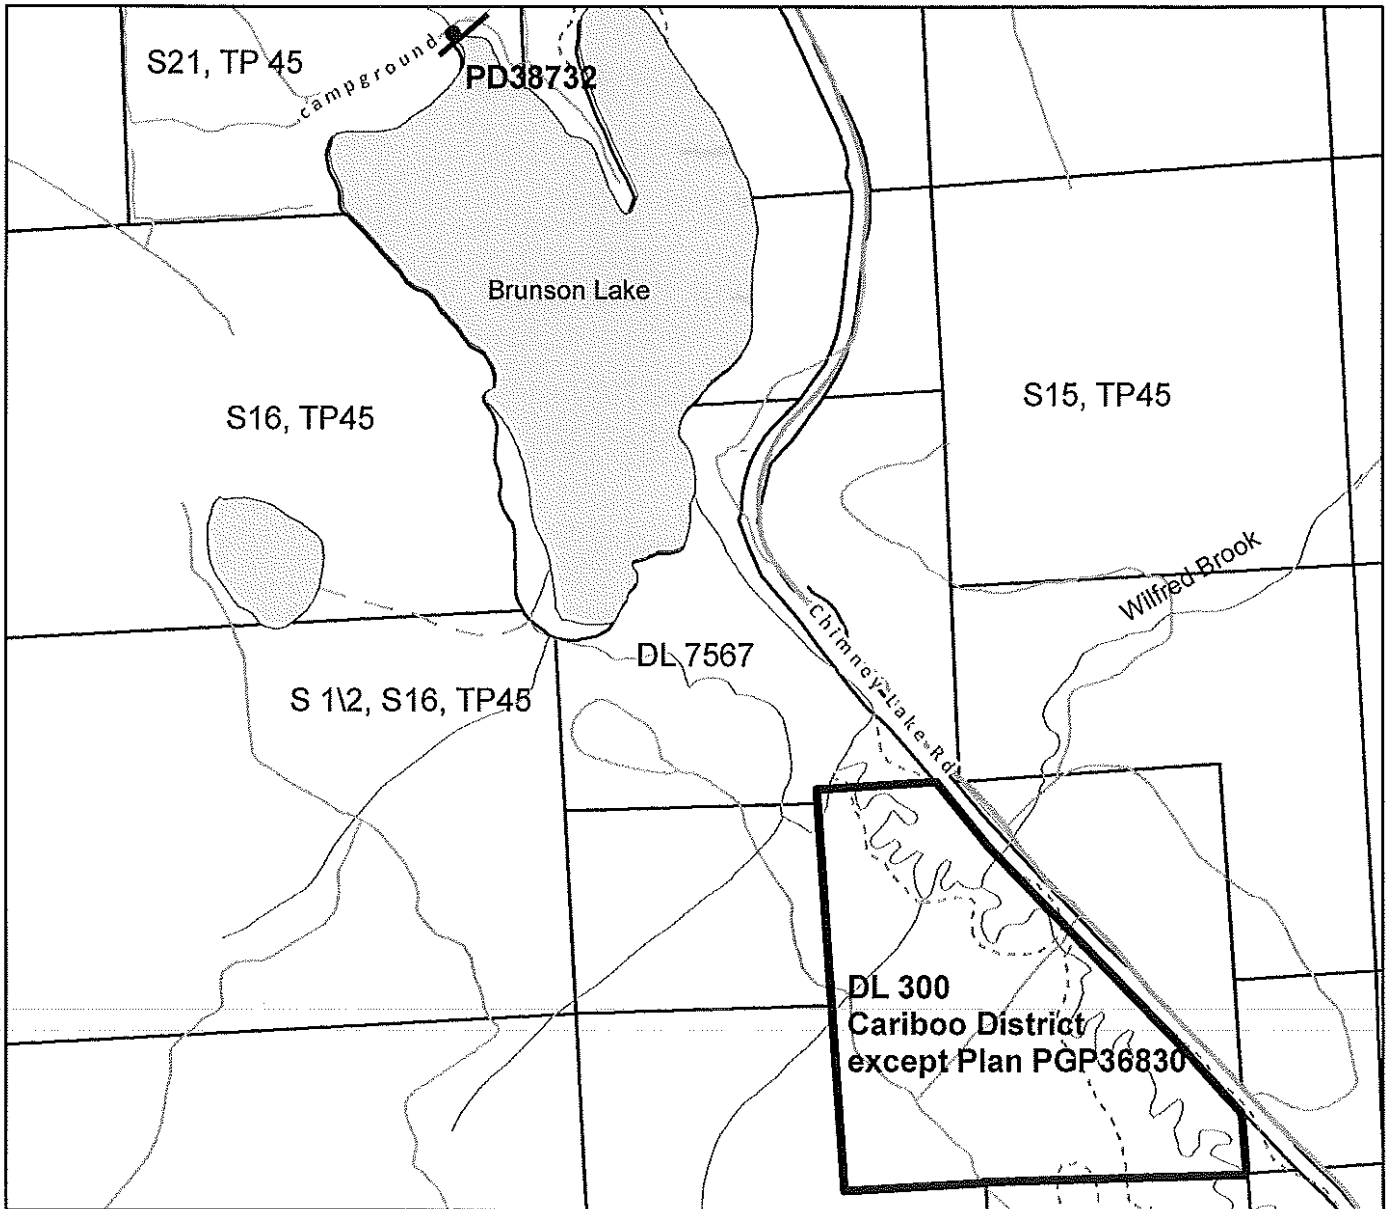 S21, TP 45
campground
PD38732
Brunson Lake
S15, TP45
S16, TP45
Wilfred Brook
Chimney Lake Rd
DL 7567
S 1\2, S16, TP45
DL 300
Cariboo District
except Plan PGP36830